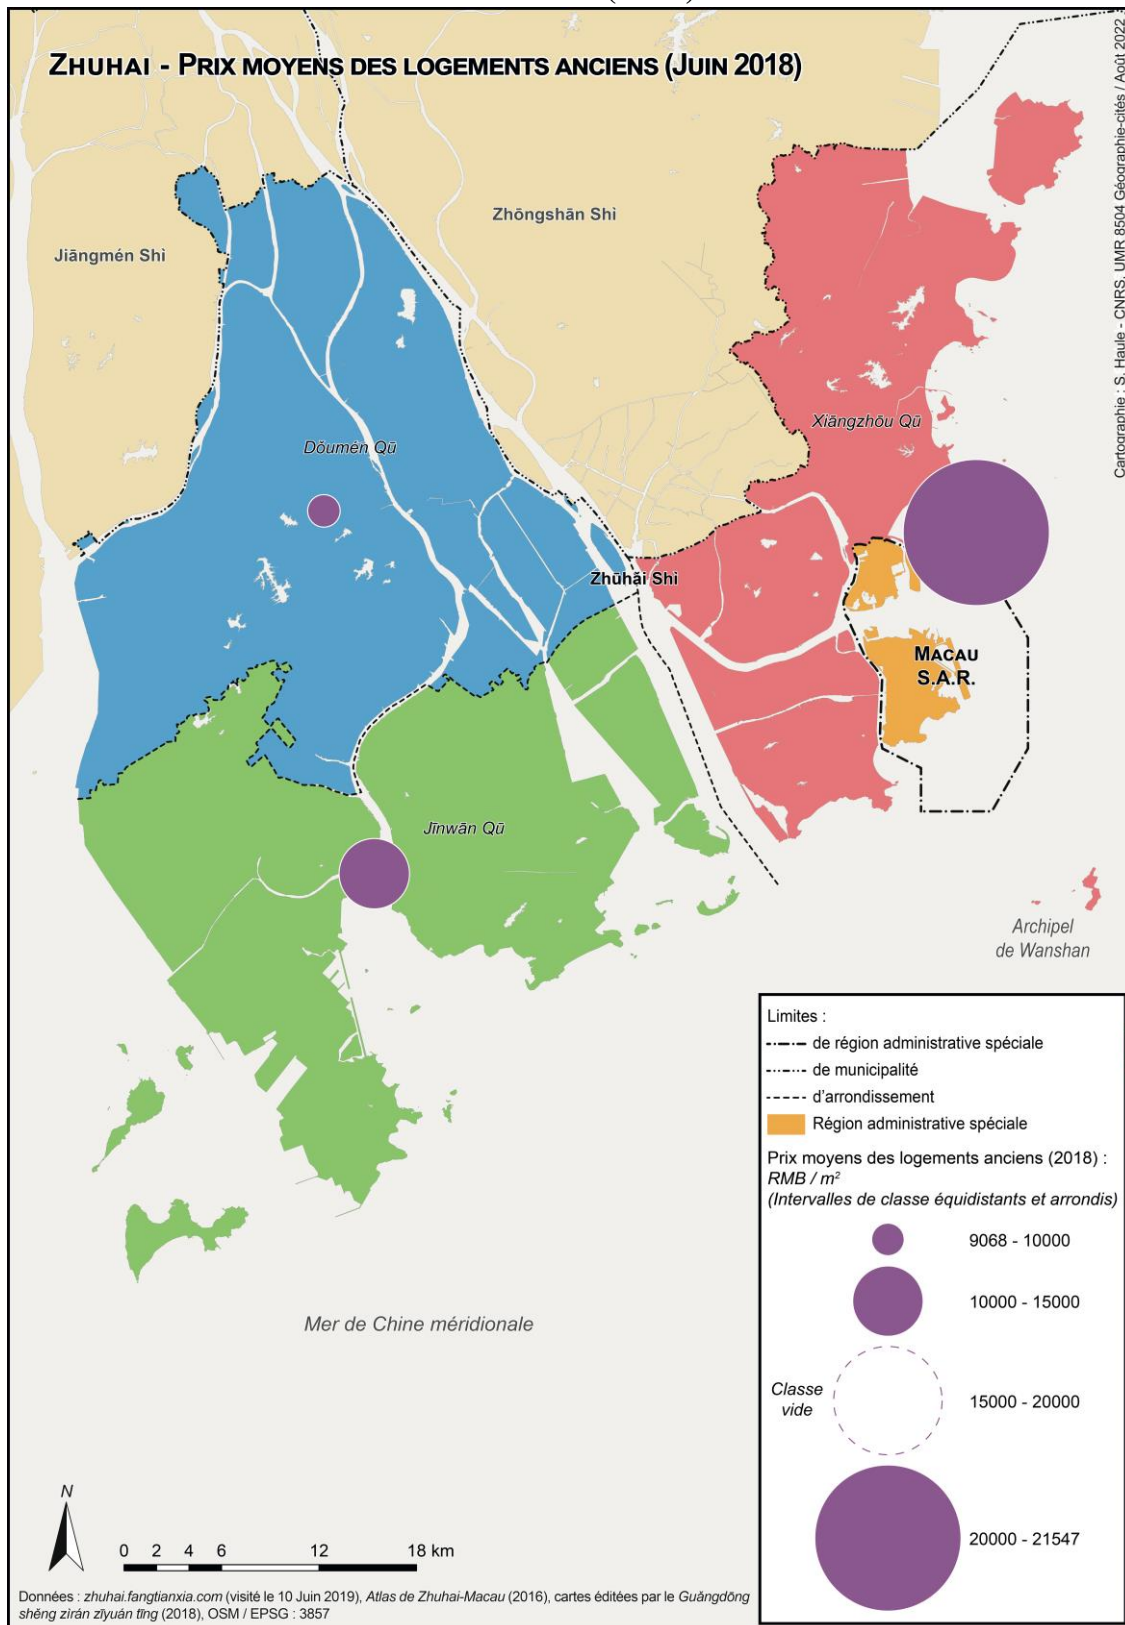 ZHUHAI - PRIX MOYENS DES LOGEMENTS ANCIENS (JUIN 2018)
Cartographie : S. Haule - CNRS, UMR 8504 Géographie-cités / Août 2022
Zhōngshān Shì
Jiāngmén Shì
Xiāngzhōu Qū
Dǒumén Qū
Zhūhǎi Shì
MACAU
S.A.R.
Jīnwān Qū
Archipel
de Wanshan
Limites :
de région administrative spéciale
de municipalité
d'arrondissement
Région administrative spéciale
Prix moyens des logements anciens (2018) :
RMB / m²
(Intervalles de classe équidistants et arrondis)
9068 - 10000
10000 - 15000
Classe
vide
15000 - 20000
20000 - 21547
Mer de Chine méridionale
N
0 2 4 6 12 18 km
Données : zhuhai.fangtianxia.com (visité le 10 Juin 2019), Atlas de Zhuhai-Macau (2016), cartes éditées par le Guǎngdōng
shěng zirán zīyuán tīng (2018), OSM / EPSG : 3857